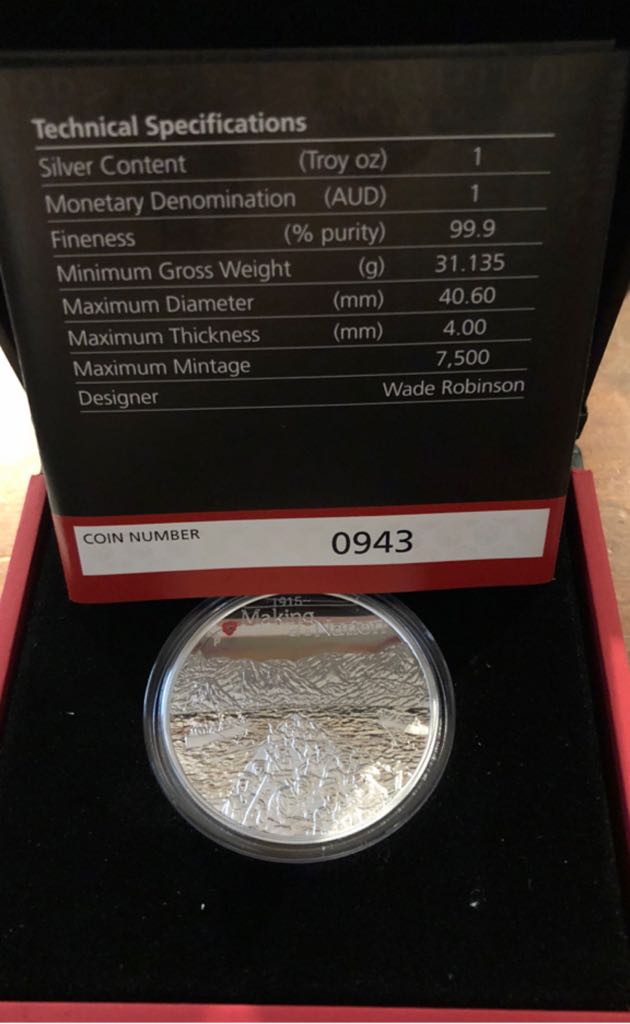 Technical Specifications
Silver Content (Troy oz) 1
Monetary Denomination (AUD) 1
Fineness (% purity) 99.9
Minimum Gross Weight (g) 31.135
Maximum Diameter (mm) 40.60
Maximum Thickness (mm) 4.00
Maximum Mintage 7,500
Designer Wade Robinson
COIN NUMBER 0943
1915~
Making
Nation